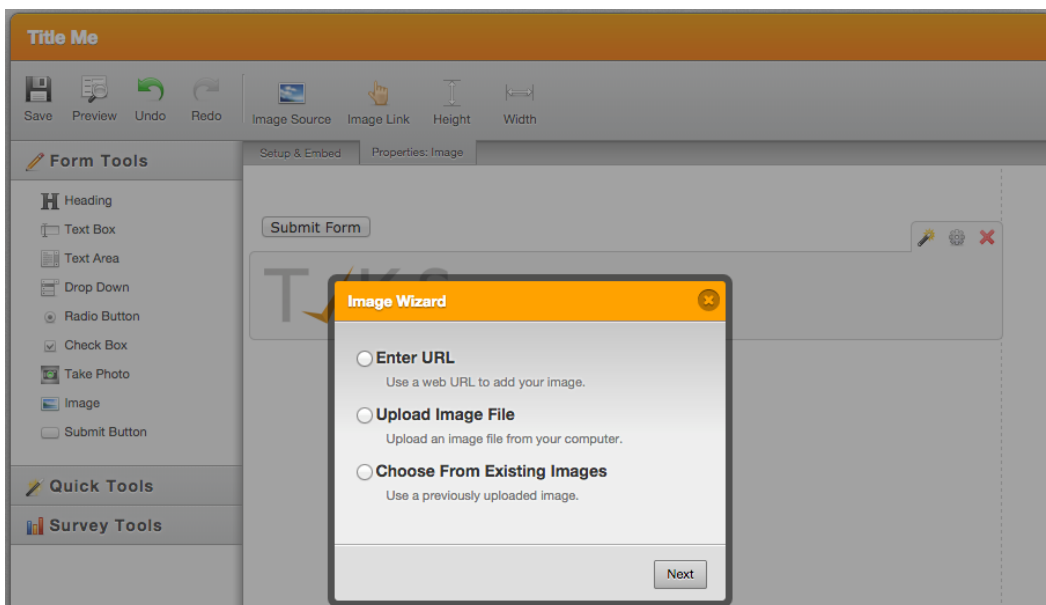 Title Me
Save Preview Undo Redo Image Source Image Link Height Width
Form Tools
Setup & Embed Properties: Image
Heading
Text Box
Text Area
Drop Down
Radio Button
Check Box
Take Photo
Image
Submit Button
Quick Tools
Survey Tools
Submit Form
Image Wizard
Enter URL
Use a web URL to add your image.
Upload Image File
Upload an image file from your computer.
Choose From Existing Images
Use a previously uploaded image.
Next